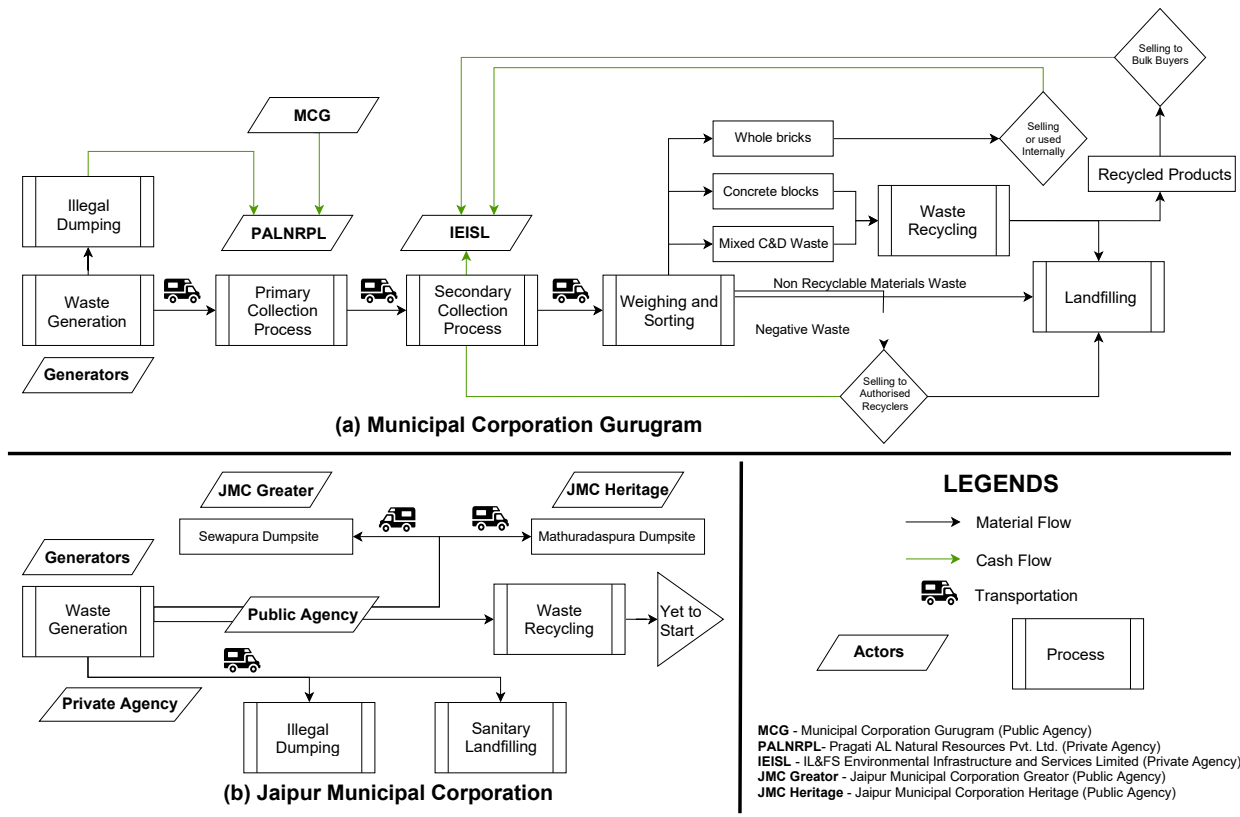 Selling to
Bulk Buyers
MCG
Whole bricks
Selling
or used
Internally
Illegal
Dumping
Concrete blocks
Recycled Products
PALNRPL
IEISL
Mixed C&D Waste
Waste
Recycling
Waste
Generation
Primary
Collection
Process
Secondary
Collection
Process
Weighing and
Sorting
Non Recyclable Materials Waste
Landfilling
Negative Waste
Generators
Selling to
Authorised
Recyclers
(a) Municipal Corporation Gurugram
JMC Greater
JMC Heritage
Sewapura Dumpsite
Mathuradaspura Dumpsite
Generators
Waste
Generation
Public Agency
Waste
Recycling
Yet to
Start
Private Agency
Illegal
Dumping
Sanitary
Landfilling
(b) Jaipur Municipal Corporation
LEGENDS
Material Flow
Cash Flow
Transportation
Actors
Process
MCG - Municipal Corporation Gurugram (Public Agency)
PALNRPL- Pragati AL Natural Resources Pvt. Ltd. (Private Agency)
IEISL - IL&FS Environmental Infrastructure and Services Limited (Private Agency)
JMC Greator - Jaipur Municipal Corporation Greator (Public Agency)
JMC Heritage - Jaipur Municipal Corporation Heritage (Public Agency)